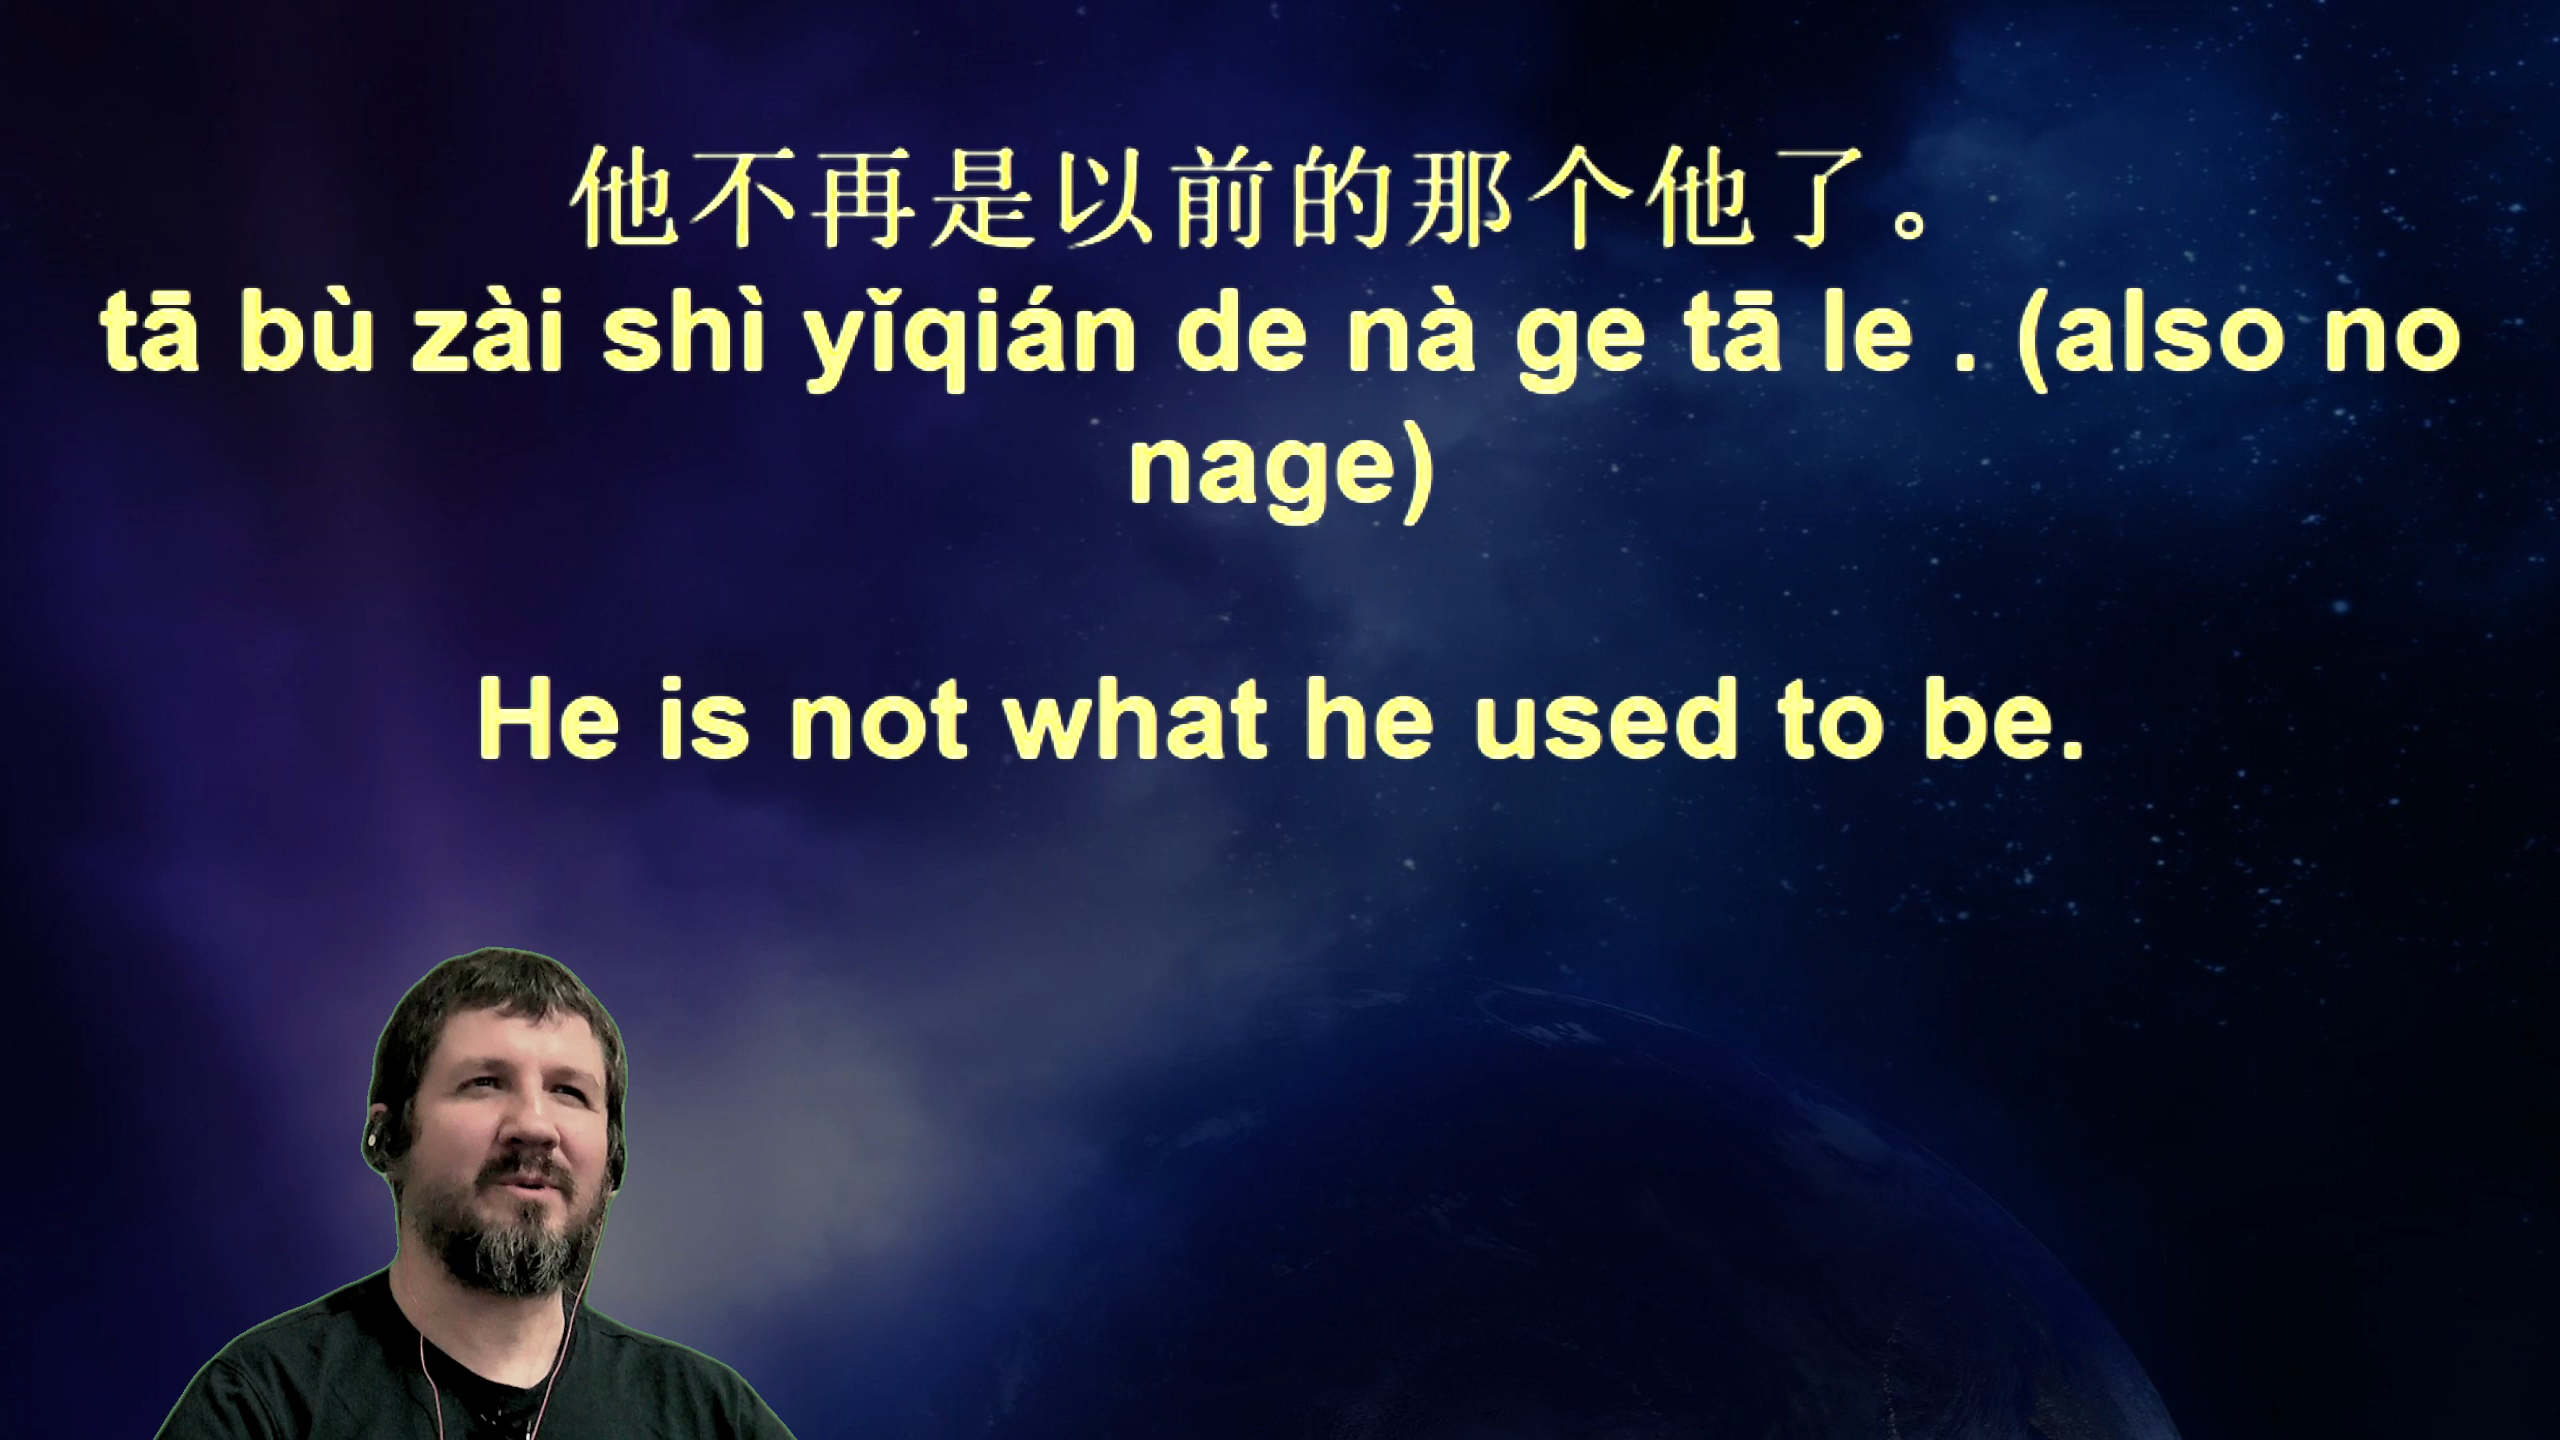 他不再是以前的那个他了。
tā bù zài shì yǐqián de nà ge tā le . (also no
nage)
He is not what he used to be.